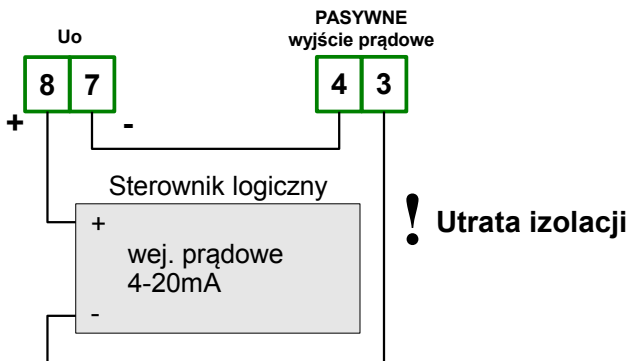 Uo
PASYWNE
wyjście prądowe
8 7
4 3
+ -
Sterownik logiczny
+
wej. prądowe
4-20mA
-
! Utrata izolacji